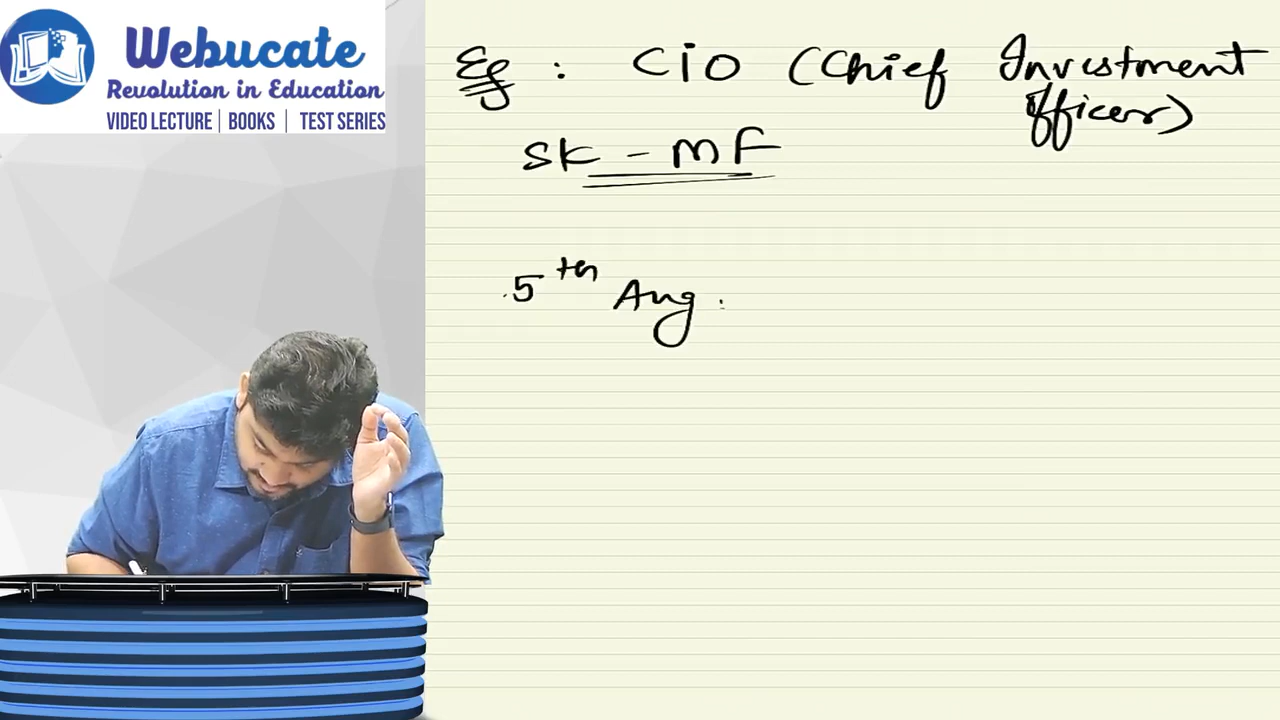 Webucate
Revolution in Education
VIDEO LECTURE | BOOKS | TEST SERIES
Eg : CiO (Chief Investment
officer)
SK - MF
5th Aug :